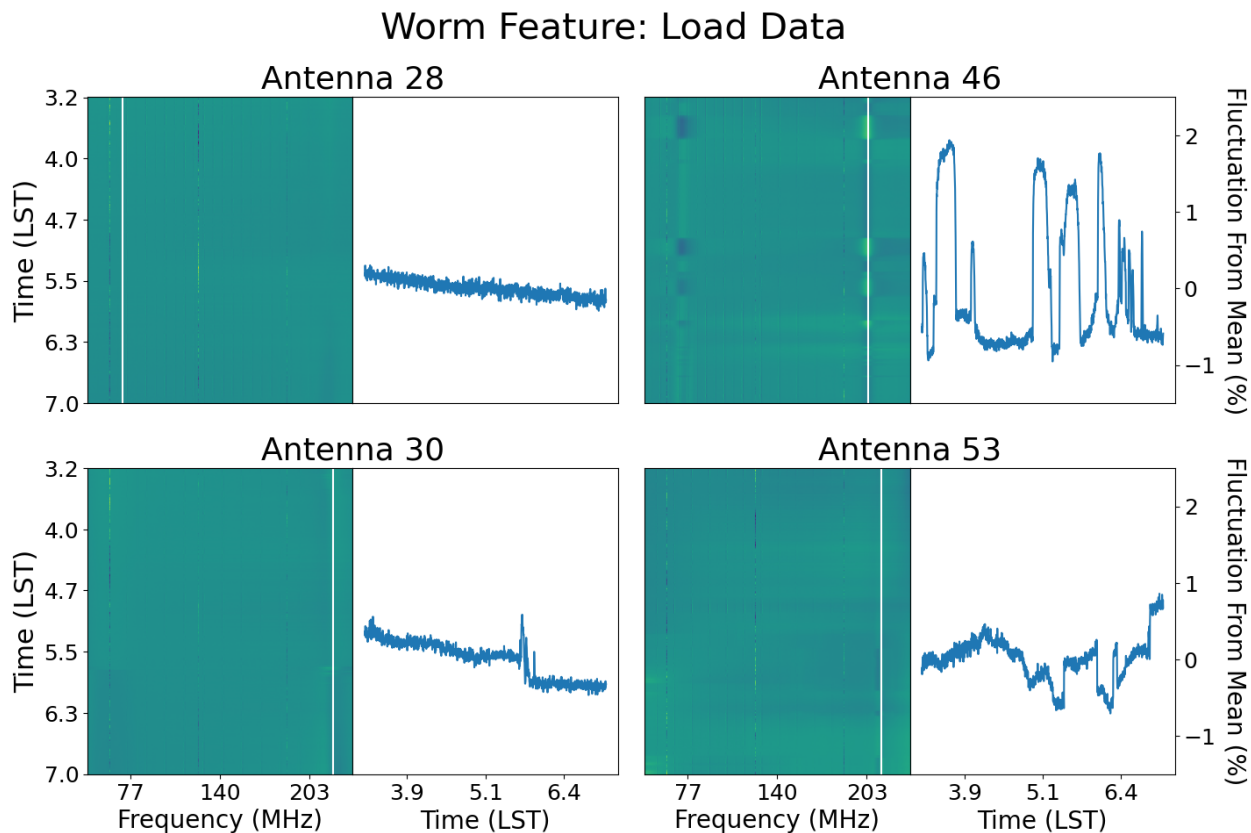 Worm Feature: Load Data
Antenna 28
Antenna 46
Time (LST)
3.2
4.0
4.7
5.5
6.3
7.0
2
1
0
−1
Fluctuation From Mean (%)
Antenna 30
Antenna 53
Time (LST)
3.2
4.0
4.7
5.5
6.3
7.0
2
1
0
−1
Fluctuation From Mean (%)
77 140 203 3.9 5.1 6.4 77 140 203 3.9 5.1 6.4
Frequency (MHz) Time (LST) Frequency (MHz) Time (LST)